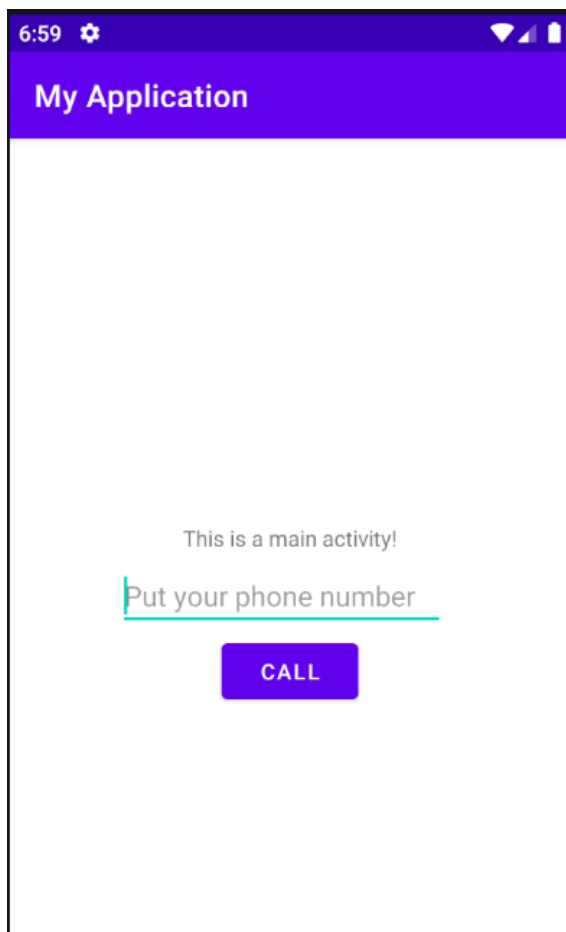 6:59
My Application
This is a main activity!
Put your phone number
CALL